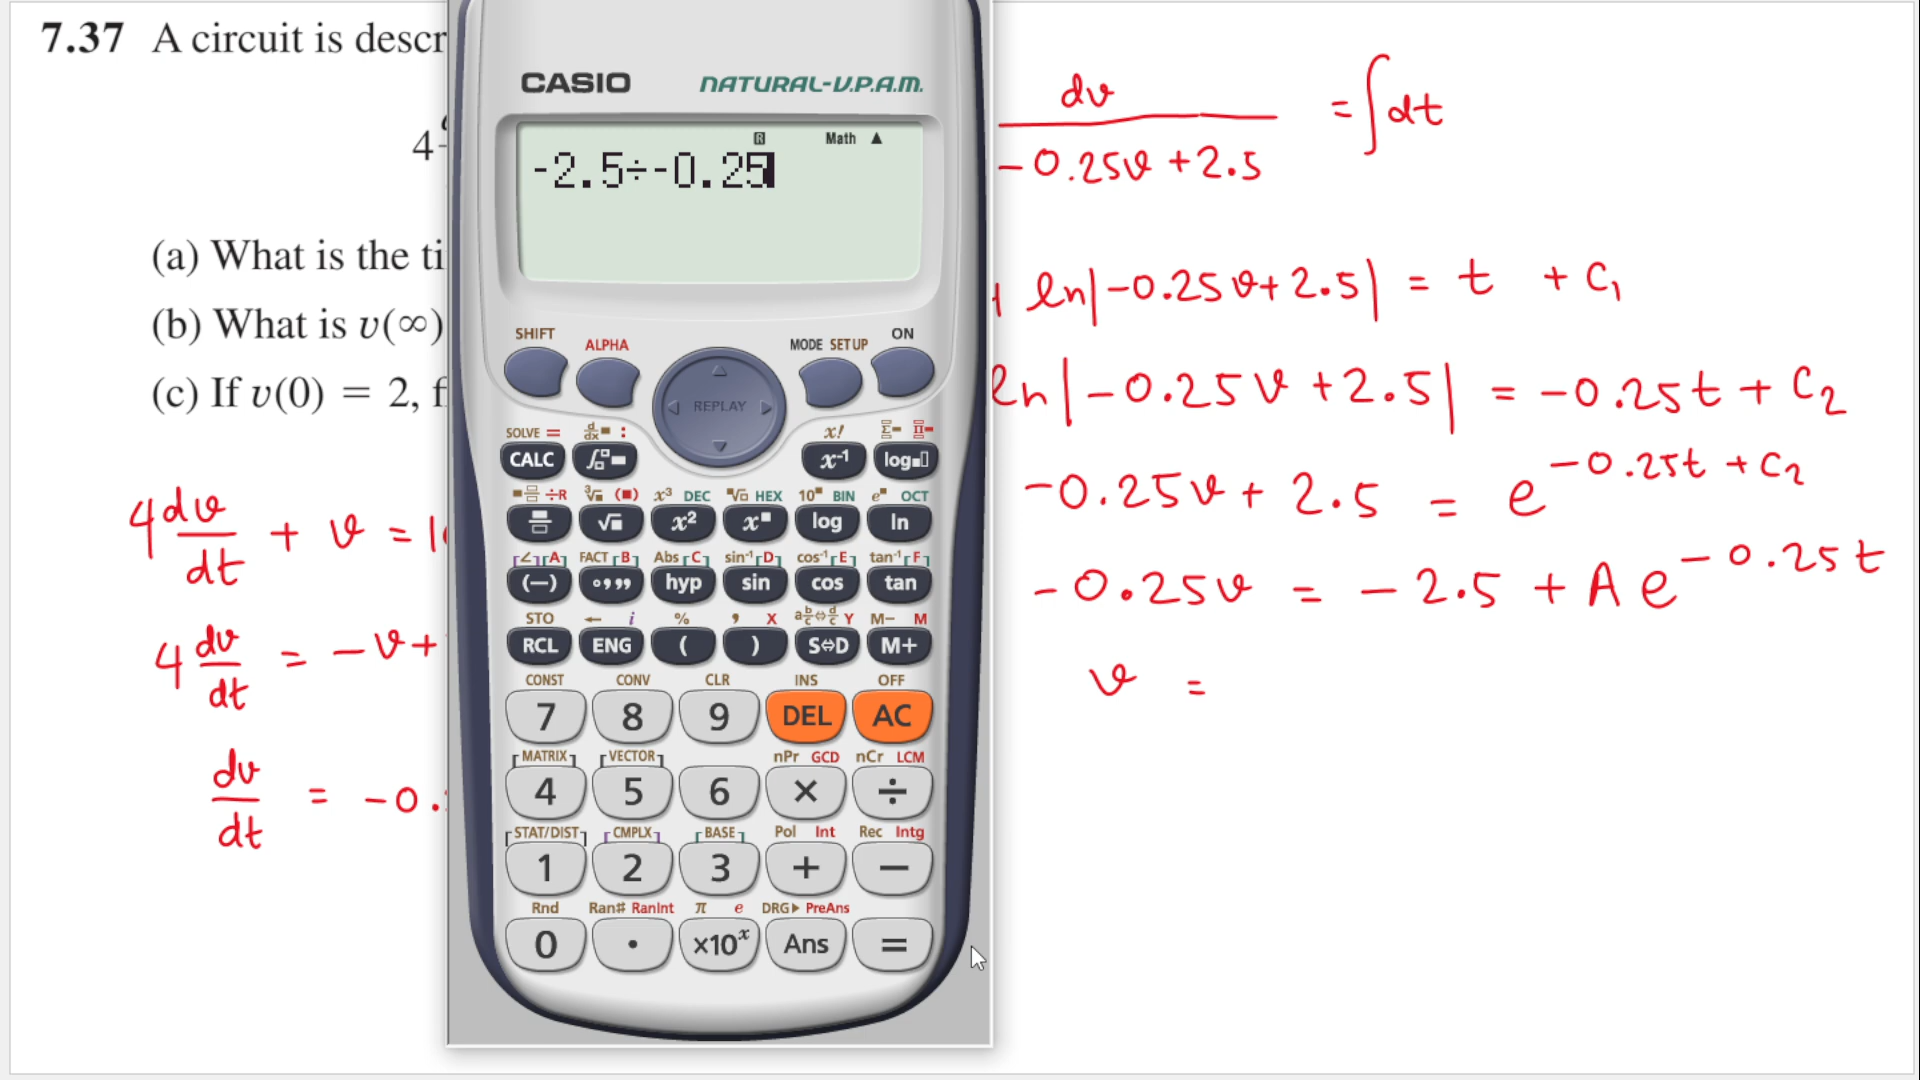 7.37 A circuit is descr
4
(a) What is the ti
(b) What is v(∞)
(c) If v(0) = 2, f
4 dv/dt + v = 1
4 dv/dt = -v +
dv/dt = -0.
CASIO NATURAL-V.P.A.M.
R Math ▲
-2.5÷-0.25
SHIFT ALPHA MODE SETUP ON
REPLAY
SOLVE = d/dx : x! Σ Π
CALC ∫ x⁻¹ log
÷R ³√ x³ DEC √ HEX 10 BIN e OCT
√ x² x log ln
∠ A FACT B Abs C sin⁻¹ D cos⁻¹ E tan⁻¹ F
(−) °,,, hyp sin cos tan
STO ← i % , X a b/c⇔d/c Y M− M
RCL ENG ( ) S⇔D M+
CONST CONV CLR INS OFF
7 8 9 DEL AC
MATRIX VECTOR nPr GCD nCr LCM
4 5 6 × ÷
STAT/DIST CMPLX BASE Pol Int Rec Intg
1 2 3 + −
Rnd Ran# RanInt π e DRG▶ PreAns
0 • ×10ˣ Ans =
dv / -0.25v + 2.5 = ∫dt
ln|-0.25v + 2.5| = t + C₁
ln|-0.25v + 2.5| = -0.25t + C₂
-0.25v + 2.5 = e^(-0.25t + C₂)
-0.25v = -2.5 + A e^(-0.25t)
v =